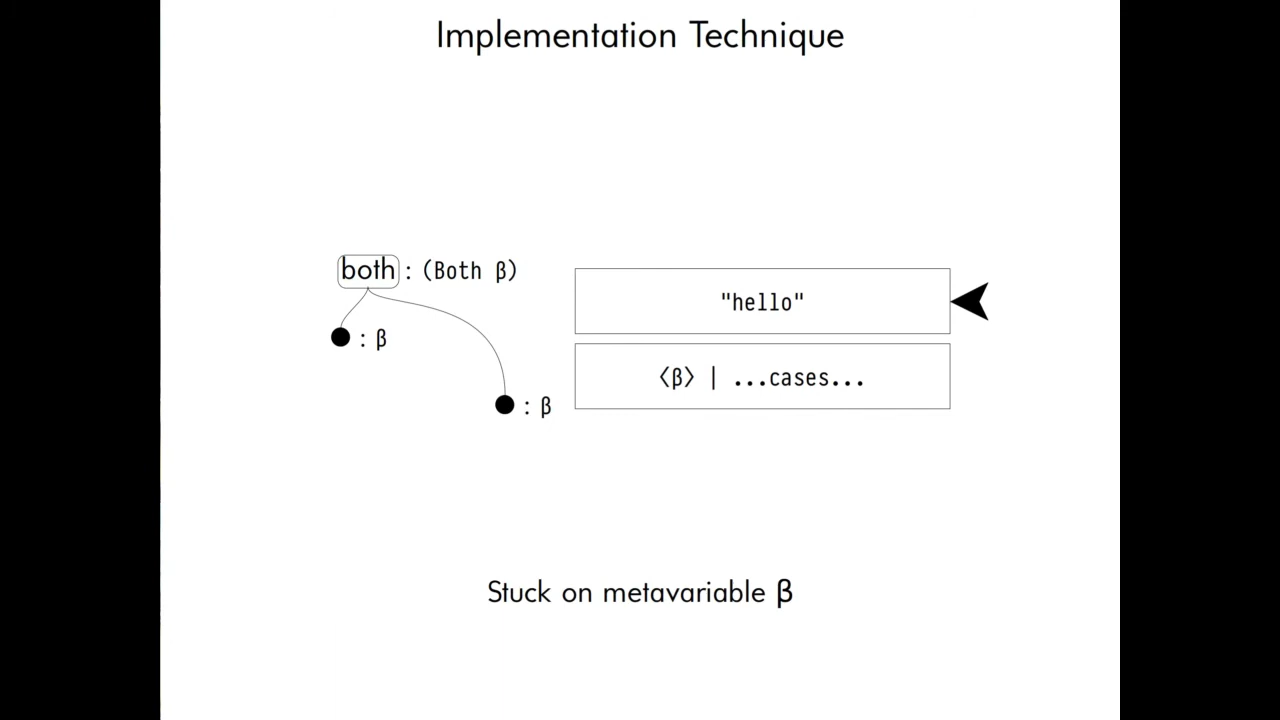 Implementation Technique
both : (Both β)
"hello"
: β
⟨β⟩ | ...cases...
: β
Stuck on metavariable β